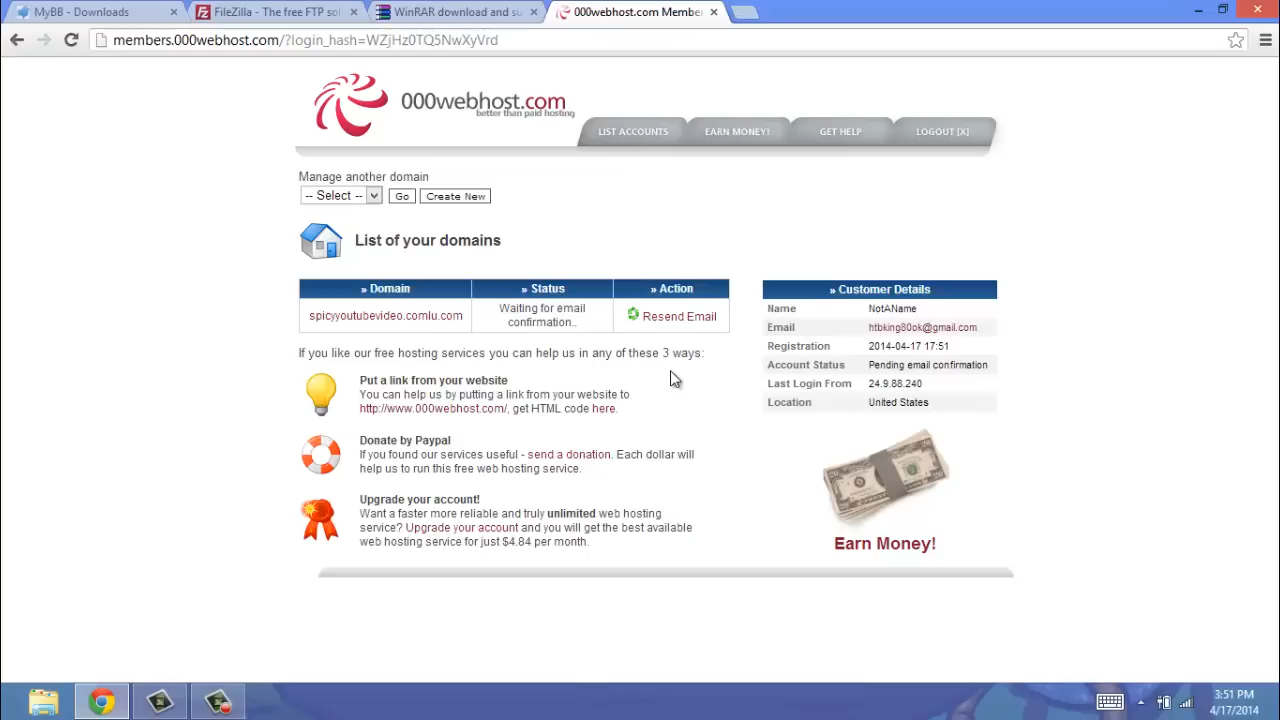 MyBB - Downloads
FileZilla - The free FTP sol
WinRAR download and su
000webhost.com Membe
members.000webhost.com/?login_hash=WZjHz0TQ5NwXyVrd
000webhost.com
better than paid hosting
LIST ACCOUNTS
EARN MONEY!
GET HELP
LOGOUT [X]
Manage another domain
-- Select --
Go
Create New
List of your domains
» Domain
» Status
» Action
spicyyoutubevideo.comlu.com
Waiting for email
confirmation..
Resend Email
If you like our free hosting services you can help us in any of these 3 ways:
Put a link from your website
You can help us by putting a link from your website to
http://www.000webhost.com/, get HTML code here.
Donate by Paypal
If you found our services useful - send a donation. Each dollar will
help us to run this free web hosting service.
Upgrade your account!
Want a faster more reliable and truly unlimited web hosting
service? Upgrade your account and you will get the best available
web hosting service for just $4.84 per month.
» Customer Details
Name NotAName
Email htbking80ok@gmail.com
Registration 2014-04-17 17:51
Account Status Pending email confirmation
Last Login From 24.9.88.240
Location United States
Earn Money!
3:51 PM
4/17/2014